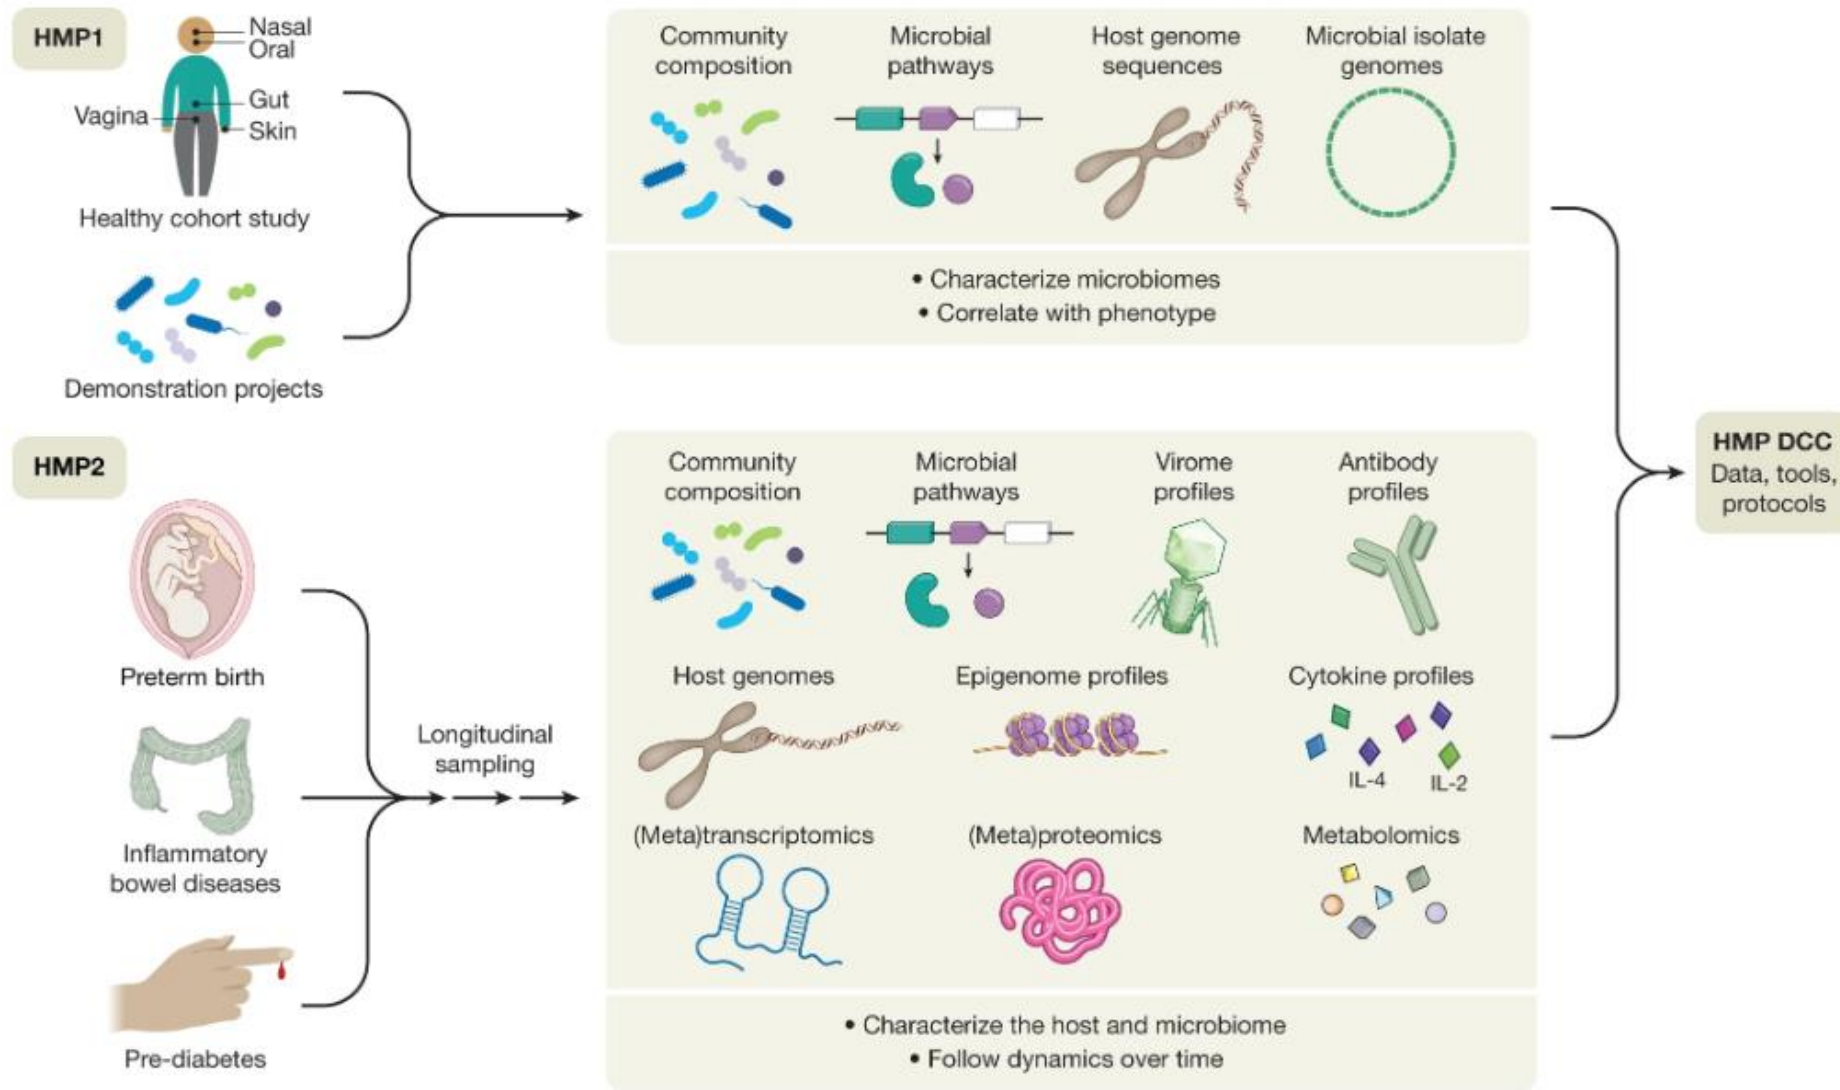 HMP1
Nasal
Oral
Gut
Vagina
Skin
Healthy cohort study
Demonstration projects
Community
composition
Microbial
pathways
Host genome
sequences
Microbial isolate
genomes
• Characterize microbiomes
• Correlate with phenotype
HMP2
Preterm birth
Inflammatory
bowel diseases
Pre-diabetes
Longitudinal
sampling
Community
composition
Microbial
pathways
Virome
profiles
Antibody
profiles
Host genomes
Epigenome profiles
Cytokine profiles
IL-4
IL-2
(Meta)transcriptomics
(Meta)proteomics
Metabolomics
• Characterize the host and microbiome
• Follow dynamics over time
HMP DCC
Data, tools,
protocols